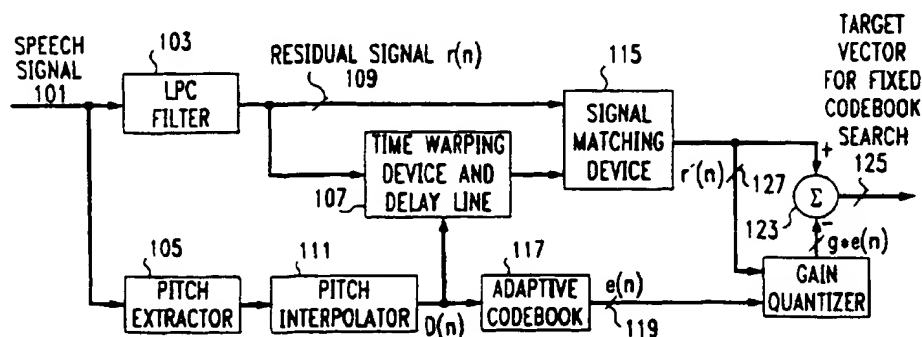 SPEECH
SIGNAL
101
103
LPC
FILTER
RESIDUAL SIGNAL r(n)
109
115
SIGNAL
MATCHING
DEVICE
TARGET
VECTOR
FOR FIXED
CODEBOOK
SEARCH
125
TIME WARPING
DEVICE AND
DELAY LINE
107
r´(n)
127
+
Σ
123
−
g*e(n)
105
PITCH
EXTRACTOR
111
PITCH
INTERPOLATOR
D(n)
117
ADAPTIVE
CODEBOOK
e(n)
119
GAIN
QUANTIZER